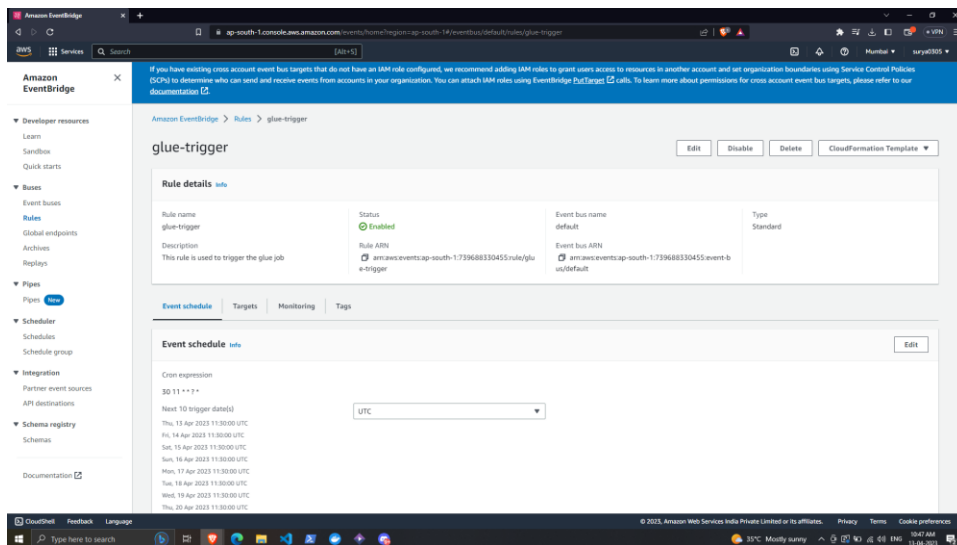 Amazon EventBridge
ap-south-1.console.aws.amazon.com/events/home?region=ap-south-1#/eventbus/default/rules/glue-trigger
VPN
aws
Services
Search
[Alt+S]
Mumbai
surya0305
Amazon
EventBridge
If you have existing cross account event bus targets that do not have an IAM role configured, we recommend adding IAM roles to grant users access to resources in another account and set organization boundaries using Service Control Policies
(SCPs) to determine who can send and receive events from accounts in your organization. You can attach IAM roles using EventBridge PutTarget calls. To learn more about permissions for cross account event bus targets, please refer to our
documentation
Developer resources
Learn
Sandbox
Quick starts
Buses
Event buses
Rules
Global endpoints
Archives
Replays
Pipes
Pipes New
Scheduler
Schedules
Schedule group
Integration
Partner event sources
API destinations
Schema registry
Schemas
Documentation
Amazon EventBridge > Rules > glue-trigger
glue-trigger
Edit
Disable
Delete
CloudFormation Template
Rule details Info
Rule name
glue-trigger
Description
This rule is used to trigger the glue job
Status
Enabled
Rule ARN
arn:aws:events:ap-south-1:739688330455:rule/glu
e-trigger
Event bus name
default
Event bus ARN
arn:aws:events:ap-south-1:739688330455:event-b
us/default
Type
Standard
Event schedule
Targets
Monitoring
Tags
Event schedule Info
Edit
Cron expression
30 11 * * ? *
Next 10 trigger date(s)
UTC
Thu, 13 Apr 2023 11:30:00 UTC
Fri, 14 Apr 2023 11:30:00 UTC
Sat, 15 Apr 2023 11:30:00 UTC
Sun, 16 Apr 2023 11:30:00 UTC
Mon, 17 Apr 2023 11:30:00 UTC
Tue, 18 Apr 2023 11:30:00 UTC
Wed, 19 Apr 2023 11:30:00 UTC
Thu, 20 Apr 2023 11:30:00 UTC
CloudShell
Feedback
Language
© 2023, Amazon Web Services India Private Limited or its affiliates.
Privacy
Terms
Cookie preferences
Type here to search
35°C Mostly sunny
ENG
10:47 AM
13-04-2023